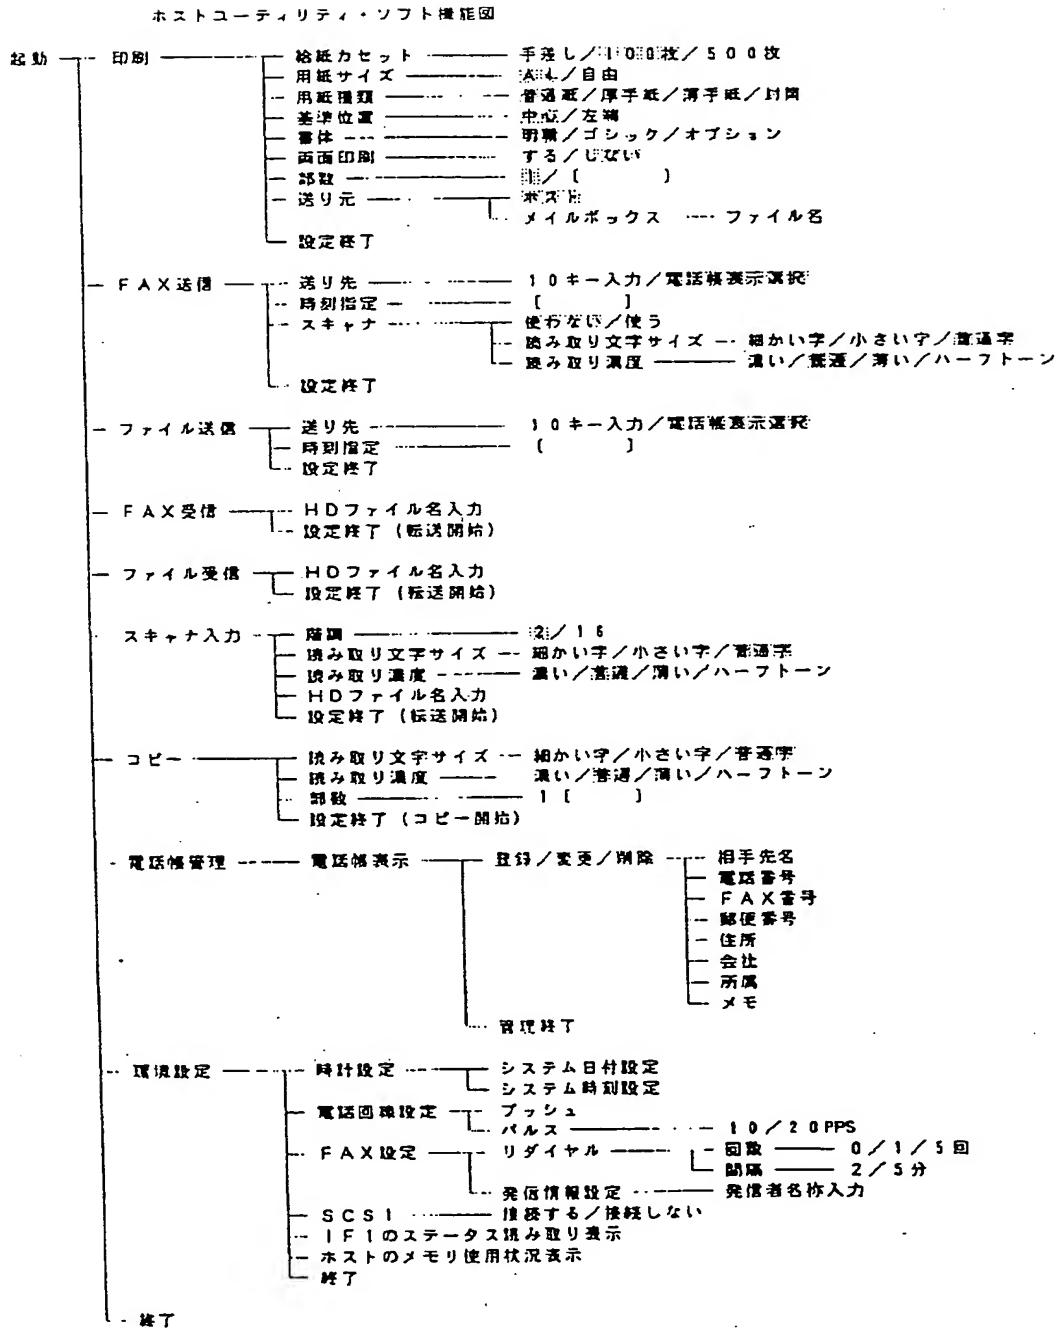 ホストユーティリティ・ソフト機能図
起動 印刷 給紙カセット 手差し／100枚／500枚
用紙サイズ A4／自由
用紙種類 普通紙／厚手紙／薄手紙／封筒
基準位置 中心／左端
書体 明朝／ゴシック／オプション
両面印刷 する／しない
部数 1／[ ]
送り元 ホスト
メイルボックス ファイル名
設定終了
FAX送信 送り先 10キー入力／電話帳表示選択
時刻指定 [ ]
スキャナ 使わない／使う
読み取り文字サイズ 細かい字／小さい字／普通字
読み取り濃度 濃い／普通／薄い／ハーフトーン
設定終了
ファイル送信 送り先 10キー入力／電話帳表示選択
時刻指定 [ ]
設定終了
FAX受信 HDファイル名入力
設定終了（転送開始）
ファイル受信 HDファイル名入力
設定終了（転送開始）
スキャナ入力 階調 2／16
読み取り文字サイズ 細かい字／小さい字／普通字
読み取り濃度 濃い／普通／薄い／ハーフトーン
HDファイル名入力
設定終了（転送開始）
コピー 読み取り文字サイズ 細かい字／小さい字／普通字
読み取り濃度 濃い／普通／薄い／ハーフトーン
部数 1 [ ]
設定終了（コピー開始）
電話帳管理 電話帳表示 登録／変更／削除 相手先名
電話番号
FAX番号
郵便番号
住所
会社
所属
メモ
管理終了
環境設定 時計設定 システム日付設定
システム時刻設定
電話回線設定 プッシュ
パルス 10／20PPS
FAX設定 リダイヤル 回数 0／1／5回
間隔 2／5分
発信情報設定 発信者名称入力
SCSI 接続する／接続しない
IF1のステータス読み取り表示
ホストのメモリ使用状況表示
終了
終了